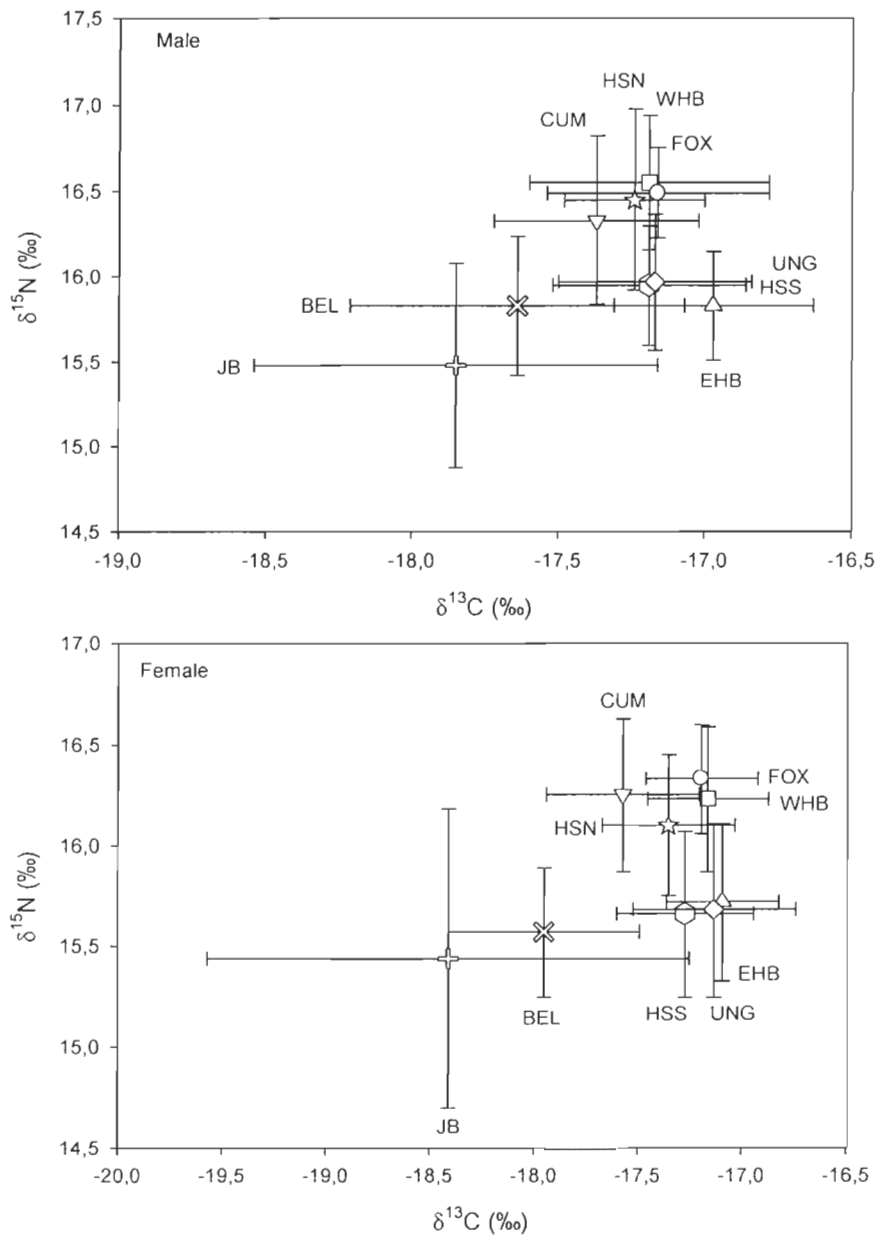 17,5
Male
HSN
WHB
17,0
CUM
FOX
16,5
δ15N (‰)
16,0
UNG
HSS
BEL
15,5
JB
EHB
15,0
14,5
-19,0 -18,5 -18,0 -17,5 -17,0 -16,5
δ13C (‰)
17,0
Female
CUM
16,5
FOX
WHB
HSN
16,0
δ15N (‰)
15,5
EHB
BEL HSS UNG
15,0
JB
14,5
-20,0 -19,5 -19,0 -18,5 -18,0 -17,5 -17,0 -16,5
δ13C (‰)